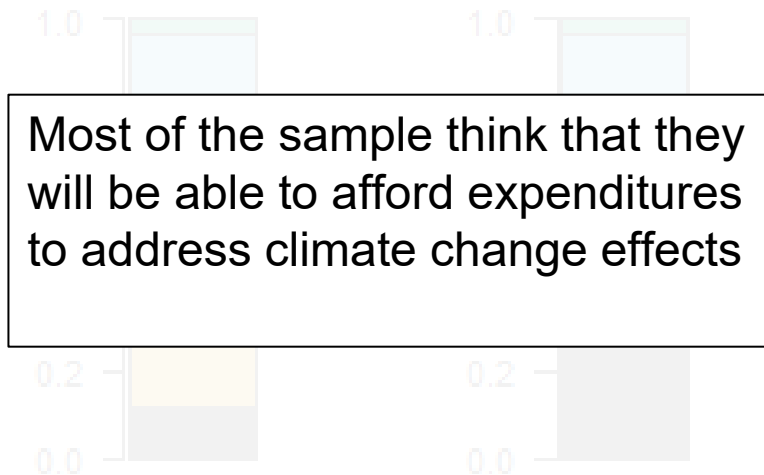 1.0 1.0
Most of the sample think that they
will be able to afford expenditures
to address climate change effects
0.2 0.2
0.0 0.0